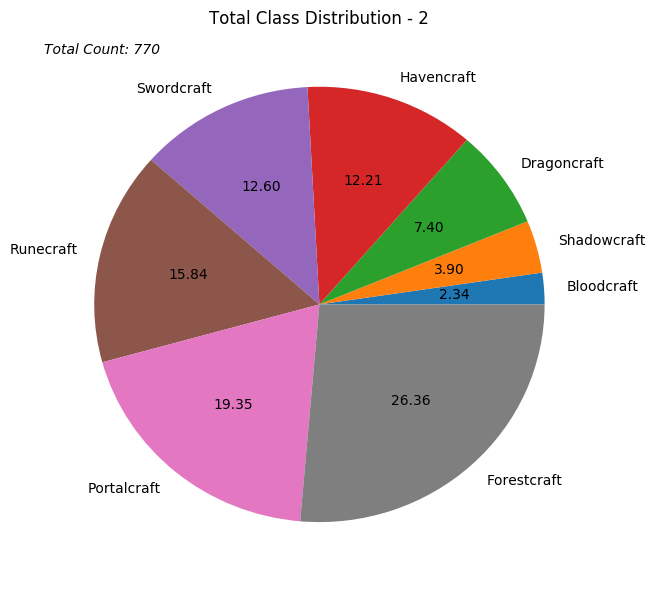 Total Class Distribution - 2
Total Count: 770
Swordcraft
Havencraft
Dragoncraft
Shadowcraft
Bloodcraft
Runecraft
Portalcraft
Forestcraft
12.60
12.21
7.40
3.90
2.34
15.84
19.35
26.36